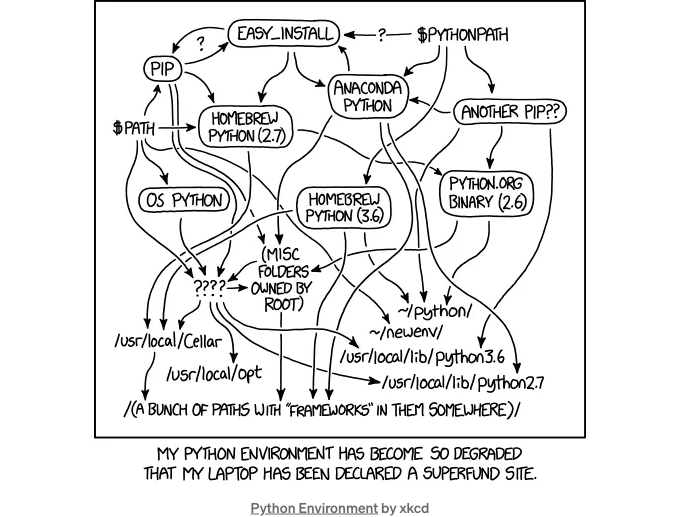 EASY_INSTALL
?
$PYTHONPATH
?
PIP
ANACONDA
PYTHON
ANOTHER PIP??
HOMEBREW
PYTHON (2.7)
$PATH
OS PYTHON
HOMEBREW
PYTHON (3.6)
PYTHON.ORG
BINARY (2.6)
(MISC
FOLDERS
OWNED BY
ROOT)
????
~/python/
~/newenv/
/usr/local/Cellar
/usr/local/lib/python3.6
/usr/local/opt
/usr/local/lib/python2.7
/(A BUNCH OF PATHS WITH "FRAMEWORKS" IN THEM SOMEWHERE)/
MY PYTHON ENVIRONMENT HAS BECOME SO DEGRADED
THAT MY LAPTOP HAS BEEN DECLARED A SUPERFUND SITE.
Python Environment by xkcd